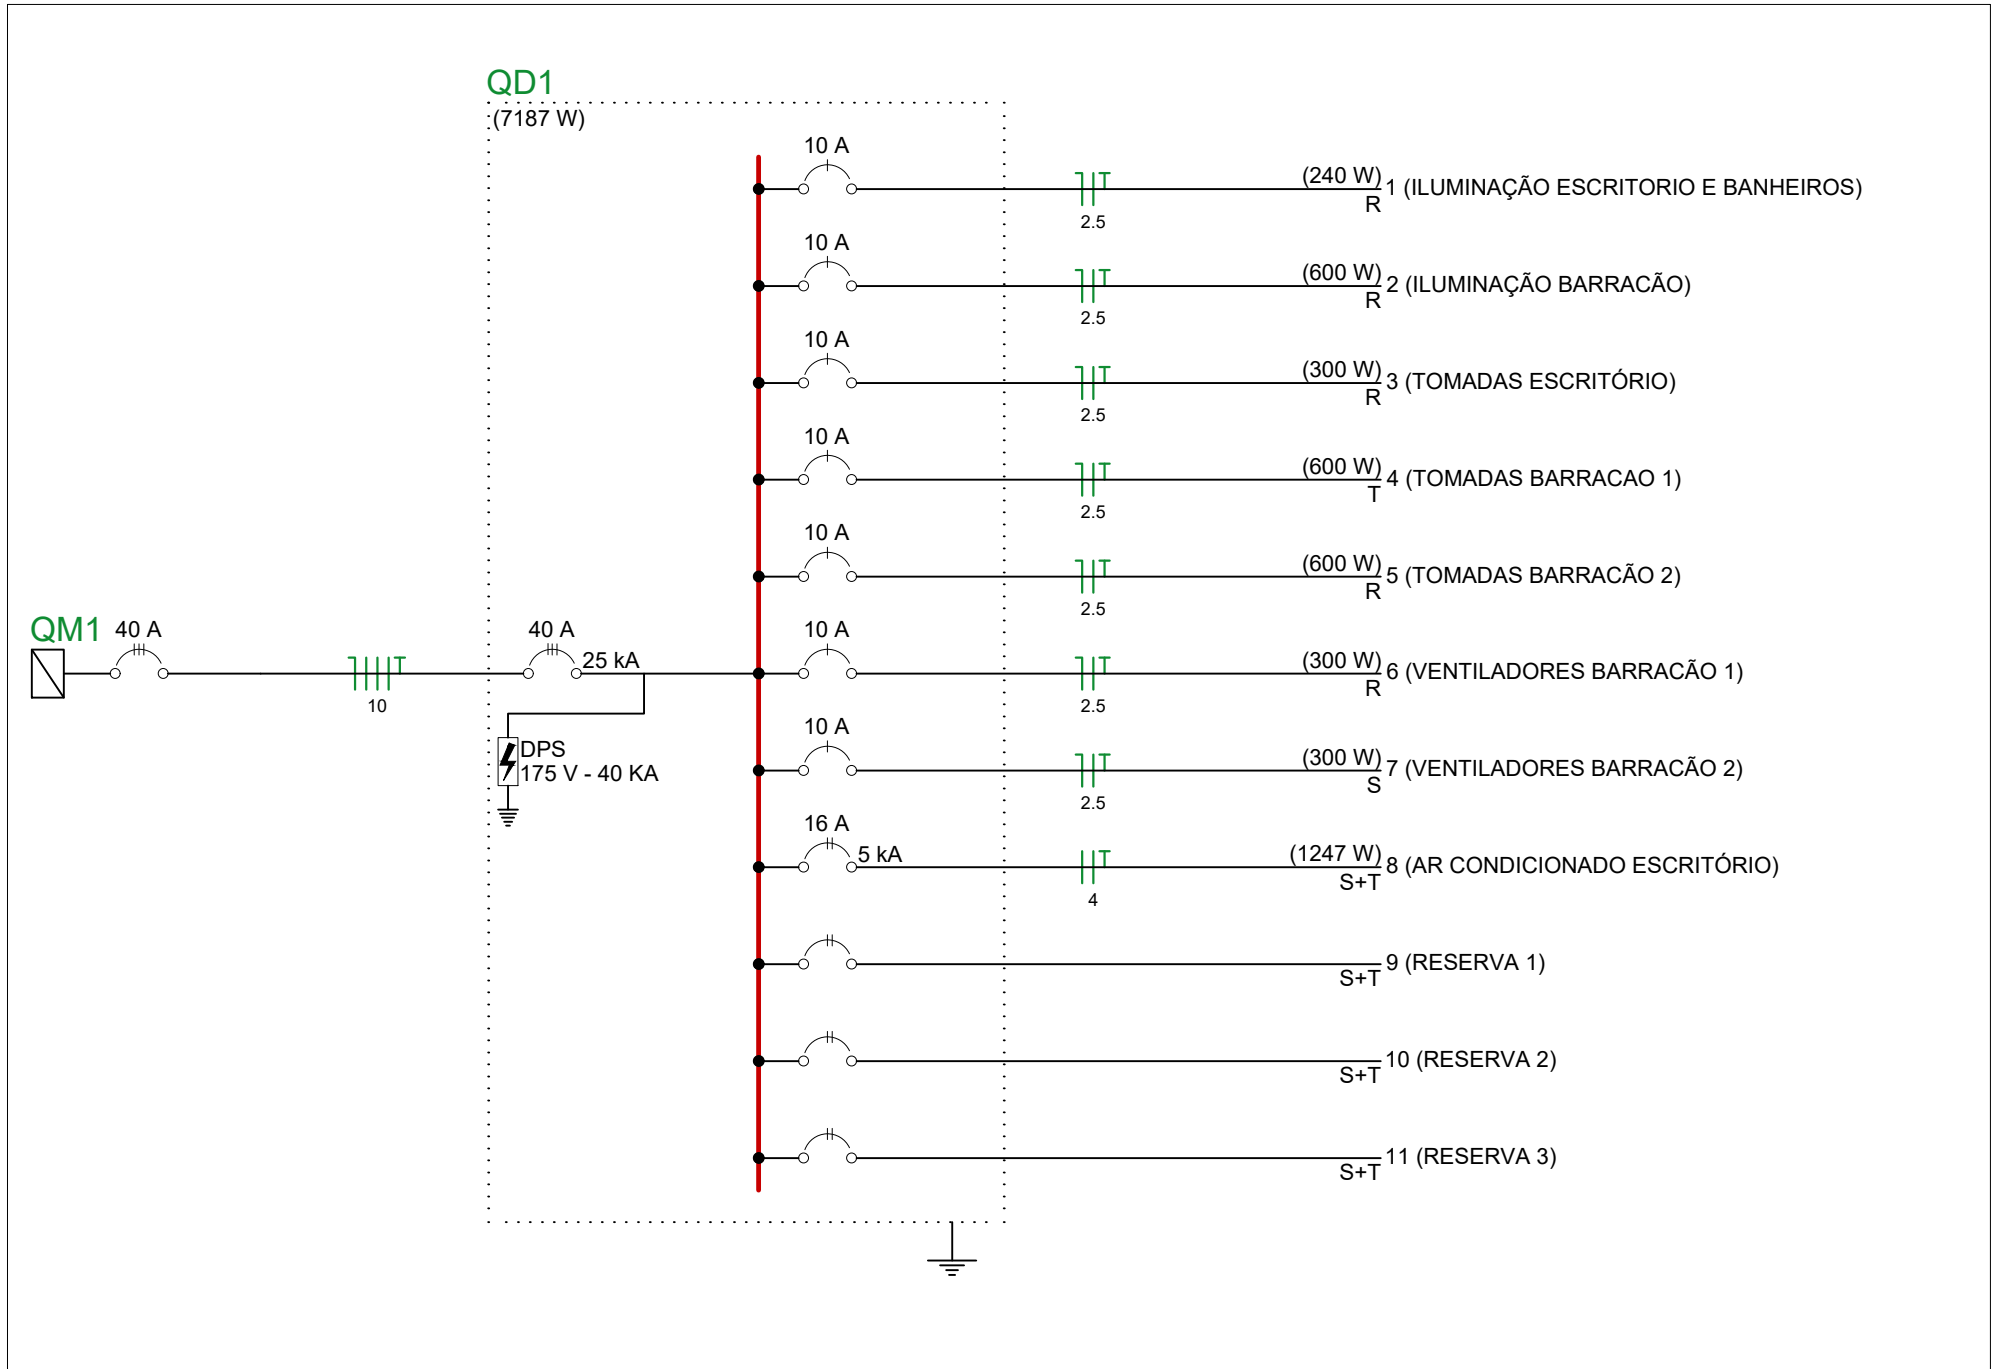 QD1
(7187 W)
10 A
(240 W) 1 (ILUMINAÇÃO ESCRITORIO E BANHEIROS)
R
2.5
10 A
(600 W) 2 (ILUMINAÇÃO BARRACÃO)
R
2.5
10 A
(300 W) 3 (TOMADAS ESCRITÓRIO)
R
2.5
10 A
(600 W) 4 (TOMADAS BARRACAO 1)
T
2.5
10 A
(600 W) 5 (TOMADAS BARRACÃO 2)
R
2.5
QM1 40 A
40 A
25 kA
10
10 A
(300 W) 6 (VENTILADORES BARRACÃO 1)
R
2.5
DPS
175 V - 40 KA
10 A
(300 W) 7 (VENTILADORES BARRACÃO 2)
S
2.5
16 A
5 kA
(1247 W) 8 (AR CONDICIONADO ESCRITÓRIO)
S+T
4
9 (RESERVA 1)
S+T
10 (RESERVA 2)
S+T
11 (RESERVA 3)
S+T